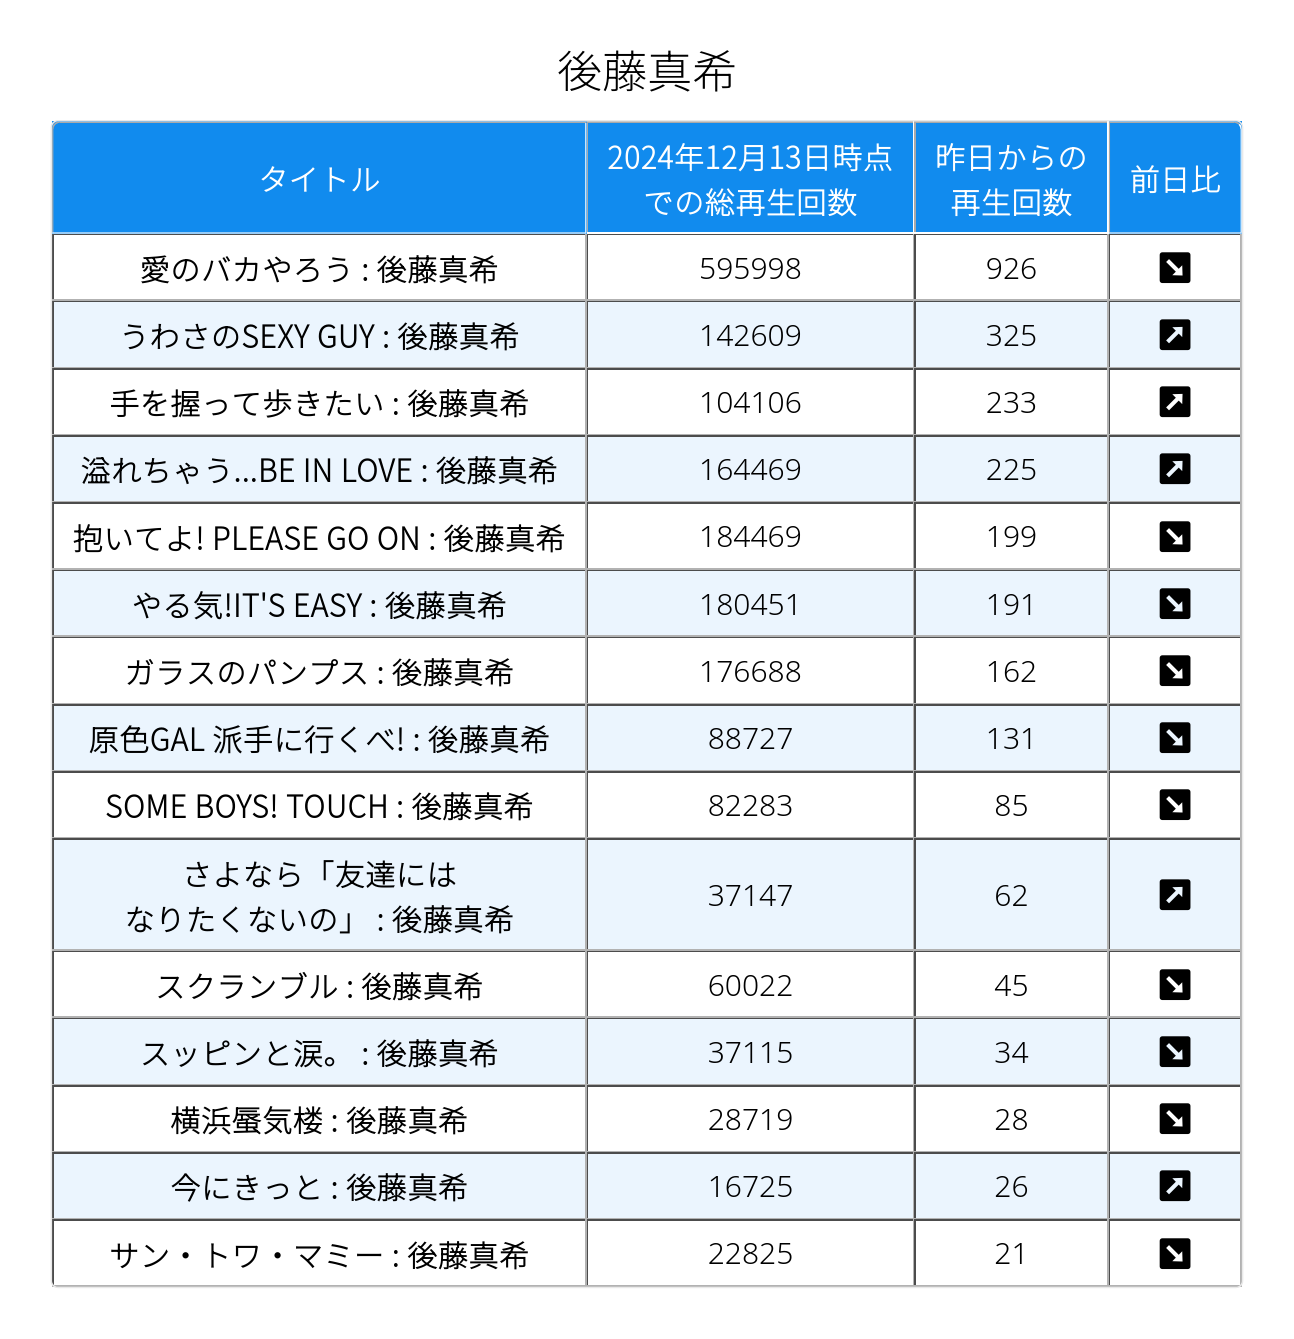 後藤真希
タイトル
2024年12月13日時点
での総再生回数
昨日からの
再生回数
前日比
愛のバカやろう : 後藤真希 595998 926 ↘
うわさのSEXY GUY : 後藤真希 142609 325 ↗
手を握って歩きたい : 後藤真希 104106 233 ↗
溢れちゃう...BE IN LOVE : 後藤真希 164469 225 ↗
抱いてよ! PLEASE GO ON : 後藤真希 184469 199 ↘
やる気!IT'S EASY : 後藤真希 180451 191 ↘
ガラスのパンプス : 後藤真希 176688 162 ↘
原色GAL 派手に行くべ! : 後藤真希 88727 131 ↘
SOME BOYS! TOUCH : 後藤真希 82283 85 ↘
さよなら「友達には
なりたくないの」 : 後藤真希 37147 62 ↗
スクランブル : 後藤真希 60022 45 ↘
スッピンと涙。 : 後藤真希 37115 34 ↘
横浜蜃気楼 : 後藤真希 28719 28 ↘
今にきっと : 後藤真希 16725 26 ↗
サン・トワ・マミー : 後藤真希 22825 21 ↘